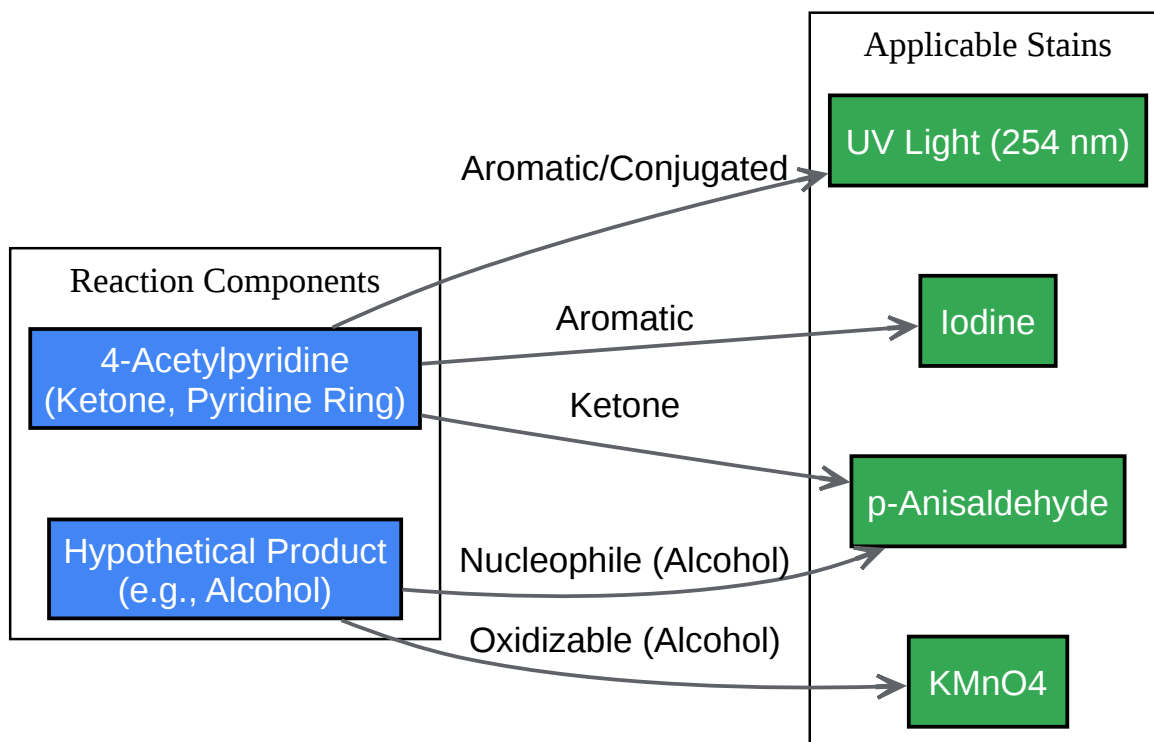 Applicable Stains
UV Light (254 nm)
Aromatic/Conjugated
Reaction Components
Aromatic
Iodine
4-Acetylpyridine
(Ketone, Pyridine Ring)
Ketone
p-Anisaldehyde
Hypothetical Product
(e.g., Alcohol)
Nucleophile (Alcohol)
Oxidizable (Alcohol)
KMnO4